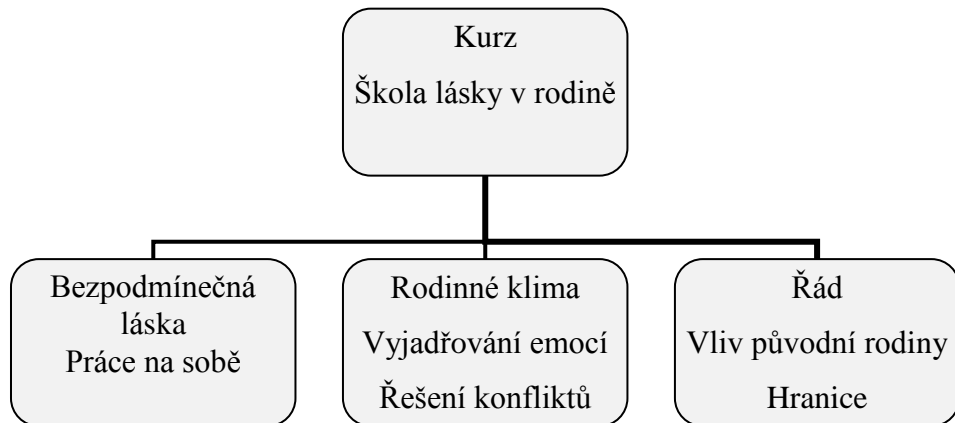 Kurz
Škola lásky v rodině
Bezpodmínečná
láska
Práce na sobě
Rodinné klima
Vyjadřování emocí
Řešení konfliktů
Řád
Vliv původní rodiny
Hranice